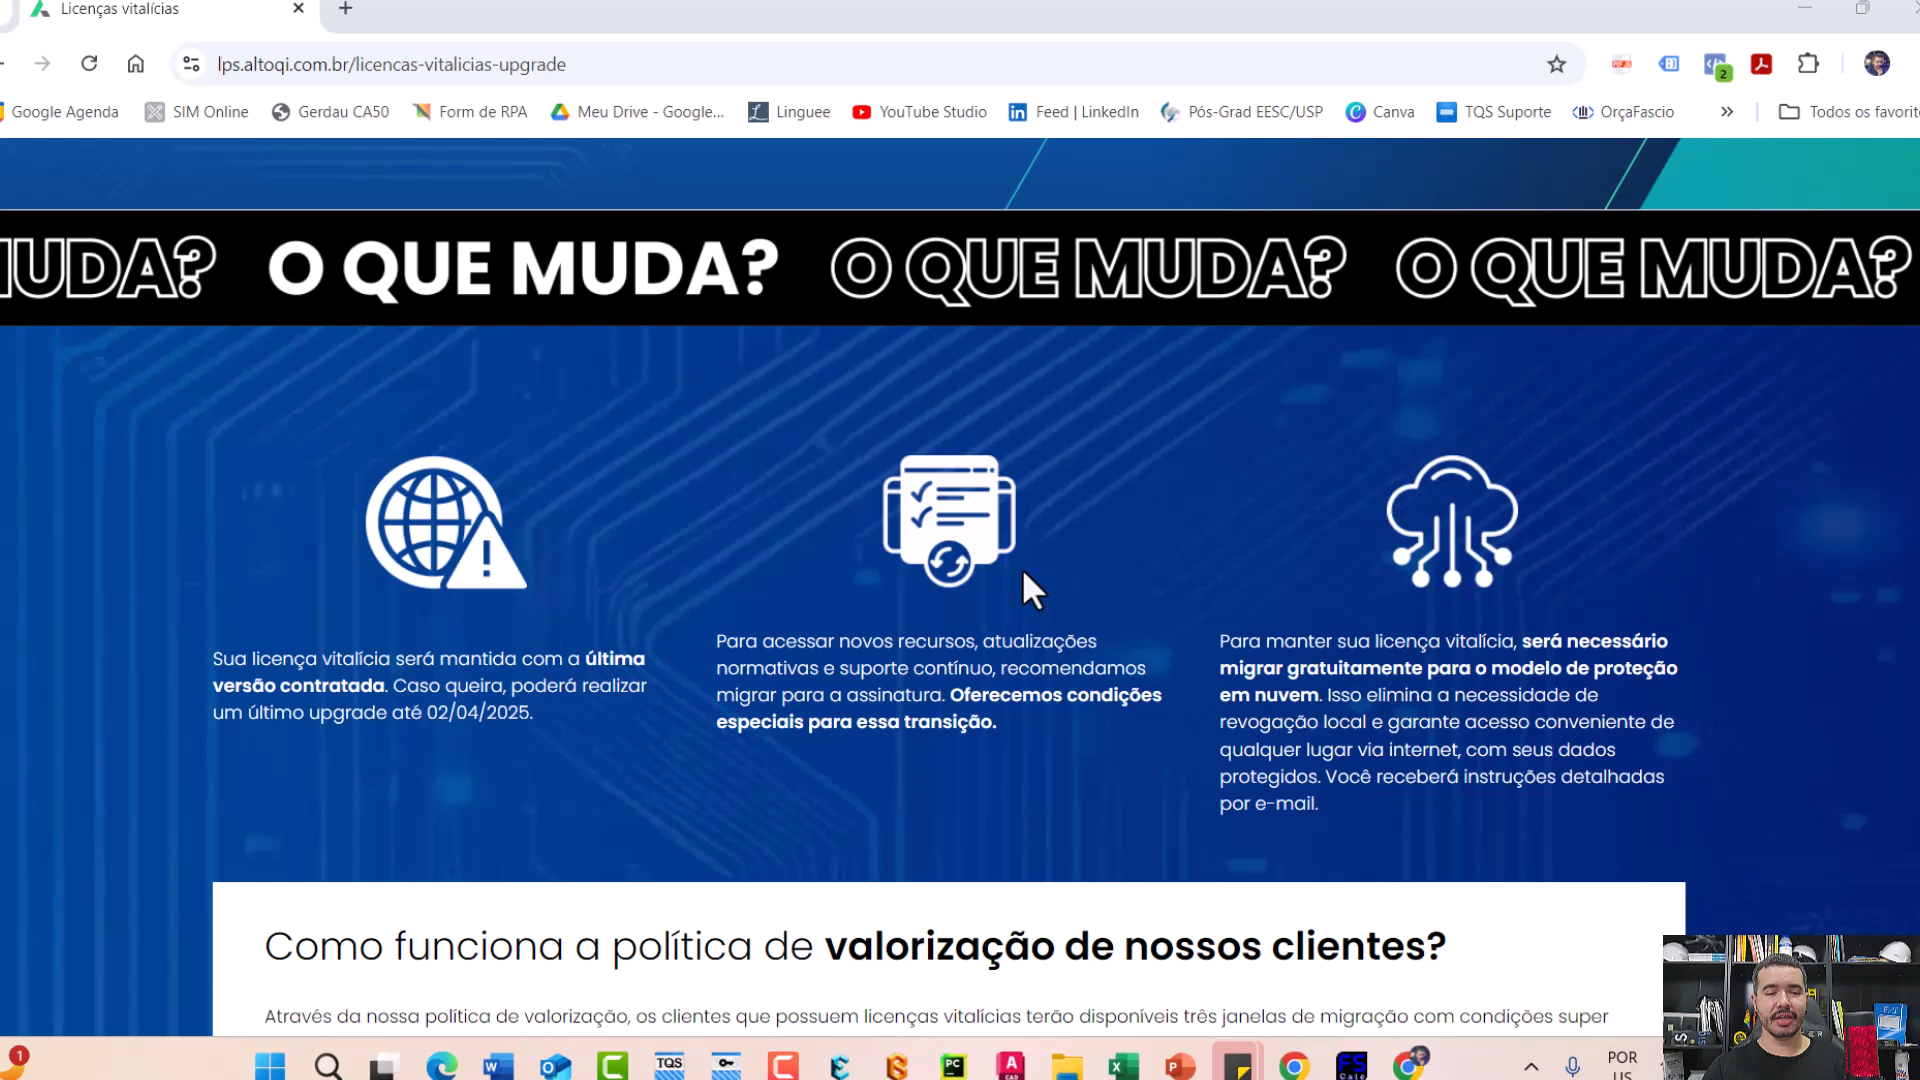 Licenças vitalícias
lps.altoqi.com.br/licencas-vitalicias-upgrade
2
Google Agenda SIM Online Gerdau CA50 Form de RPA Meu Drive - Google... Linguee YouTube Studio Feed | LinkedIn Pós-Grad EESC/USP Canva TQS Suporte OrçaFascio Todos os favorit
MUDA? O QUE MUDA? O QUE MUDA? O QUE MUDA?
Sua licença vitalícia será mantida com a última
versão contratada. Caso queira, poderá realizar
um último upgrade até 02/04/2025.
Para acessar novos recursos, atualizações
normativas e suporte contínuo, recomendamos
migrar para a assinatura. Oferecemos condições
especiais para essa transição.
Para manter sua licença vitalícia, será necessário
migrar gratuitamente para o modelo de proteção
em nuvem. Isso elimina a necessidade de
revogação local e garante acesso conveniente de
qualquer lugar via internet, com seus dados
protegidos. Você receberá instruções detalhadas
por e-mail.
Como funciona a política de valorização de nossos clientes?
Através da nossa política de valorização, os clientes que possuem licenças vitalícias terão disponíveis três janelas de migração com condições super
1
TQS
PC
POR
US